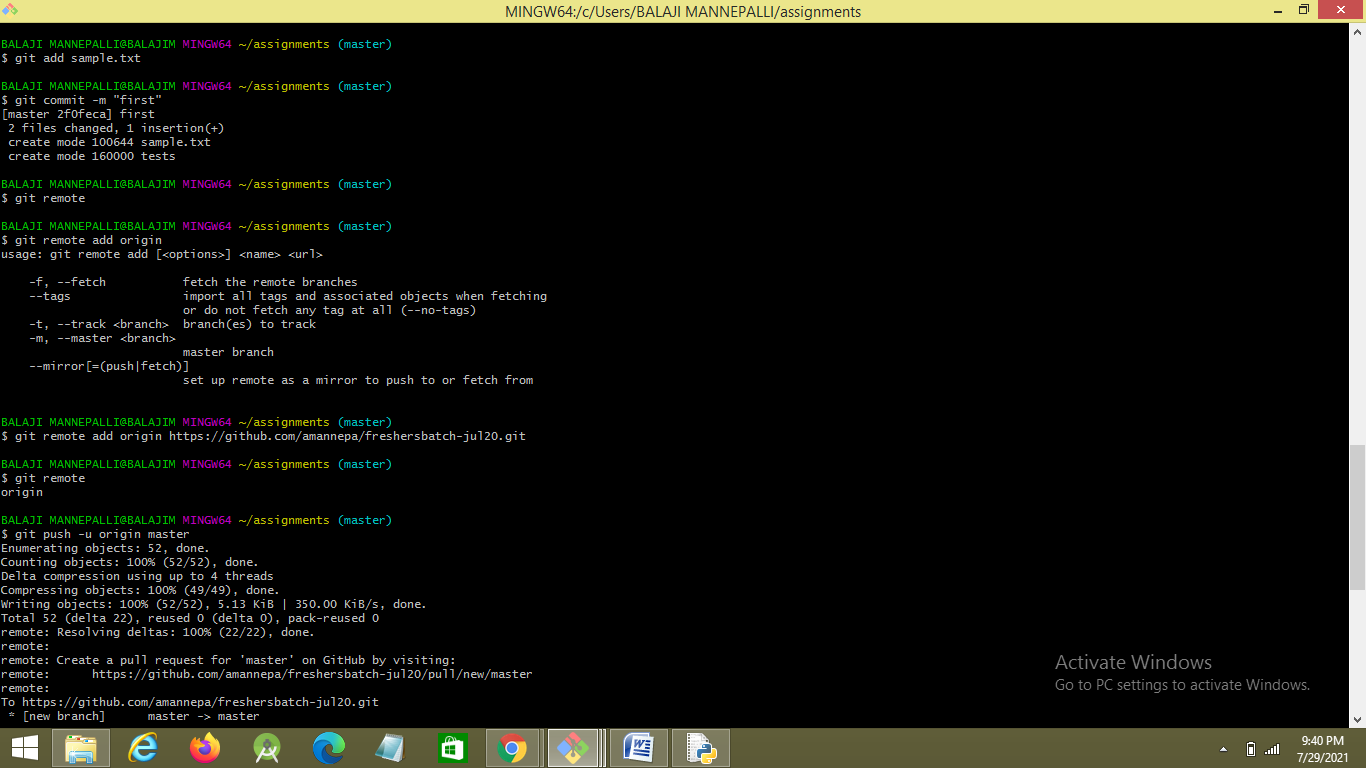 MINGW64:/c/Users/BALAJI MANNEPALLI/assignments
BALAJI MANNEPALLI@BALAJIM MINGW64 ~/assignments (master)
$ git add sample.txt
BALAJI MANNEPALLI@BALAJIM MINGW64 ~/assignments (master)
$ git commit -m "first"
[master 2f0feca] first
2 files changed, 1 insertion(+)
create mode 100644 sample.txt
create mode 160000 tests
BALAJI MANNEPALLI@BALAJIM MINGW64 ~/assignments (master)
$ git remote
BALAJI MANNEPALLI@BALAJIM MINGW64 ~/assignments (master)
$ git remote add origin
usage: git remote add [<options>] <name> <url>
-f, --fetch fetch the remote branches
--tags import all tags and associated objects when fetching
or do not fetch any tag at all (--no-tags)
-t, --track <branch> branch(es) to track
-m, --master <branch>
master branch
--mirror[=(push|fetch)]
set up remote as a mirror to push to or fetch from
BALAJI MANNEPALLI@BALAJIM MINGW64 ~/assignments (master)
$ git remote add origin https://github.com/amannepa/freshersbatch-jul20.git
BALAJI MANNEPALLI@BALAJIM MINGW64 ~/assignments (master)
$ git remote
origin
BALAJI MANNEPALLI@BALAJIM MINGW64 ~/assignments (master)
$ git push -u origin master
Enumerating objects: 52, done.
Counting objects: 100% (52/52), done.
Delta compression using up to 4 threads
Compressing objects: 100% (49/49), done.
Writing objects: 100% (52/52), 5.13 KiB | 350.00 KiB/s, done.
Total 52 (delta 22), reused 0 (delta 0), pack-reused 0
remote: Resolving deltas: 100% (22/22), done.
remote:
remote: Create a pull request for 'master' on GitHub by visiting:
remote: https://github.com/amannepa/freshersbatch-jul20/pull/new/master
remote:
To https://github.com/amannepa/freshersbatch-jul20.git
* [new branch] master -> master
Activate Windows
Go to PC settings to activate Windows.
9:40 PM
7/29/2021